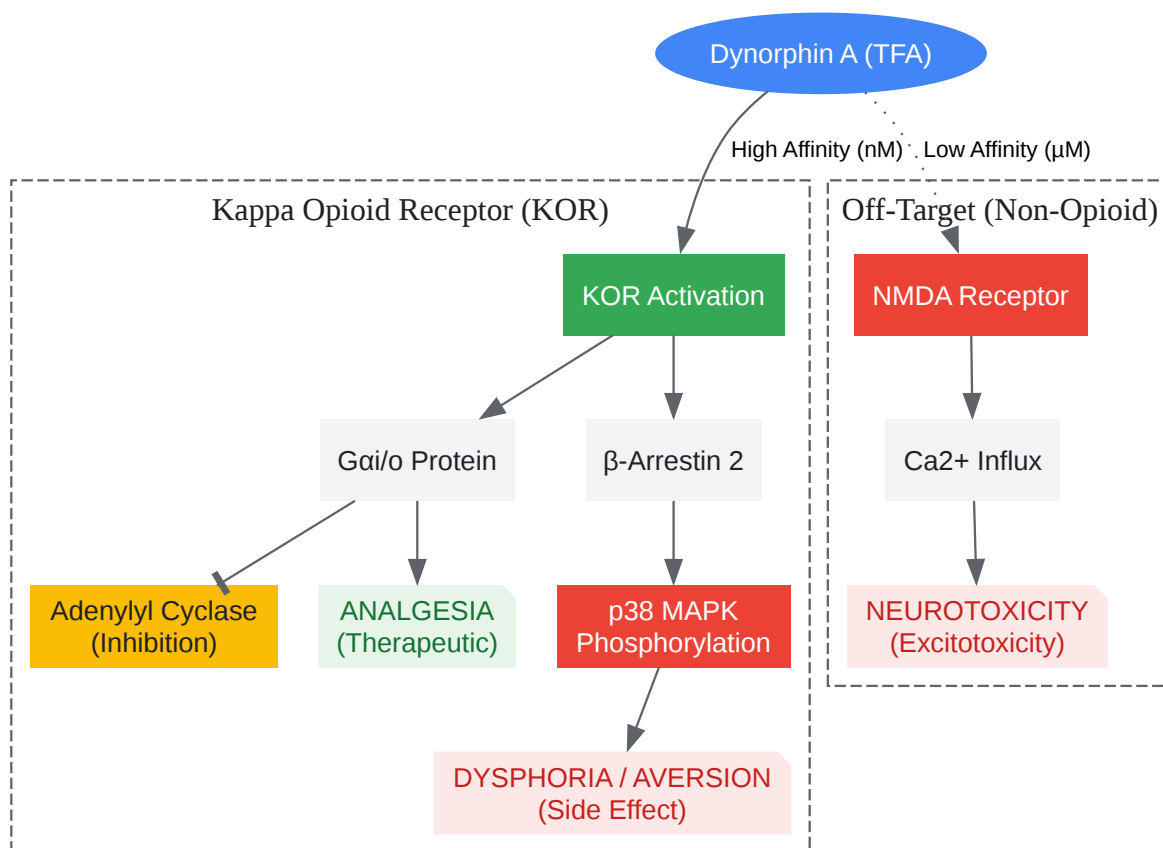 Dynorphin A (TFA)
High Affinity (nM)
Low Affinity (µM)
Kappa Opioid Receptor (KOR)
Off-Target (Non-Opioid)
KOR Activation
NMDA Receptor
Gαi/o Protein
β-Arrestin 2
Ca2+ Influx
Adenylyl Cyclase
(Inhibition)
ANALGESIA
(Therapeutic)
p38 MAPK
Phosphorylation
NEUROTOXICITY
(Excitotoxicity)
DYSPHORIA / AVERSION
(Side Effect)